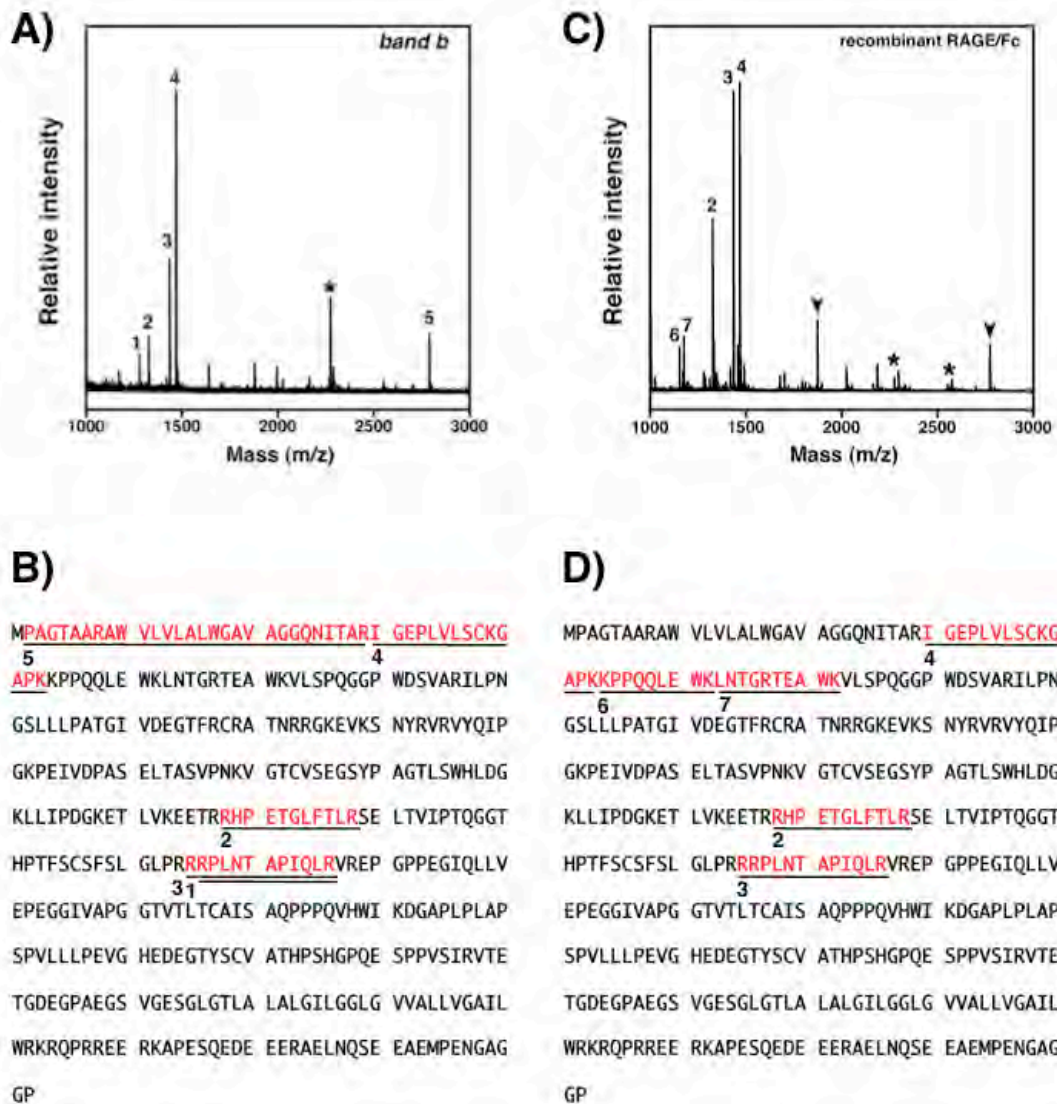 A)
band b
4
3
2
1
*
5
Relative intensity
1000 1500 2000 2500 3000
Mass (m/z)
C)
recombinant RAGE/Fc
4
3
2
7
6
*
*
Relative intensity
1000 1500 2000 2500 3000
Mass (m/z)
B)
MPAGTAARAW VLVLALWGAV AGGQNITARI GEPLVLSCKG
5 4
APKKPPQQLE WKLNTGRTEA WKVLSPQGGP WDSVARILPN
GSLLLPATGI VDEGTFRCRA TNRRGKEVKS NYRVRVYQIP
GKPEIVDPAS ELTASVPNKV GTCVSEGSYP AGTLSWHLDG
KLLIPDGKET LVKEETRRHP ETGLFTLRSE LTVIPTQGGT
2
HPTFSCSFSL GLPRRRPLNT APIQLRVREP GPPEGIQLLV
3 1
EPEGGIVAPG GTVTLTCAIS AQPPPQVHWI KDGAPLPLAP
SPVLLLPEVG HEDEGTYSCV ATHPSHGPQE SPPVSIRVTE
TGDEGPAEGS VGESGLGTLA LALGILGGLG VVALLVGAIL
WRKRQPRREE RKAPESQEDE EERAELNQSE EAEMPENGAG
GP
D)
MPAGTAARAW VLVLALWGAV AGGQNITARI GEPLVLSCKG
4
APKKPPQQLE WKLNTGRTEA WKVLSPQGGP WDSVARILPN
6 7
GSLLLPATGI VDEGTFRCRA TNRRGKEVKS NYRVRVYQIP
GKPEIVDPAS ELTASVPNKV GTCVSEGSYP AGTLSWHLDG
KLLIPDGKET LVKEETRRHP ETGLFTLRSE LTVIPTQGGT
2
HPTFSCSFSL GLPRRRPLNT APIQLRVREP GPPEGIQLLV
3
EPEGGIVAPG GTVTLTCAIS AQPPPQVHWI KDGAPLPLAP
SPVLLLPEVG HEDEGTYSCV ATHPSHGPQE SPPVSIRVTE
TGDEGPAEGS VGESGLGTLA LALGILGGLG VVALLVGAIL
WRKRQPRREE RKAPESQEDE EERAELNQSE EAEMPENGAG
GP